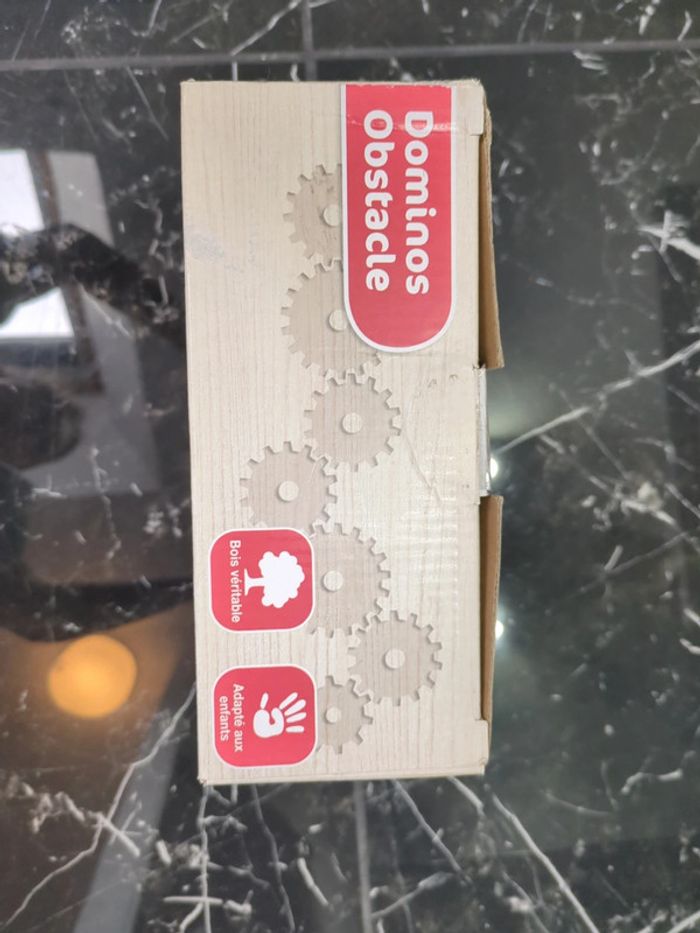 Dominos
Obstacle
Bois véritable
Adapté aux
enfants